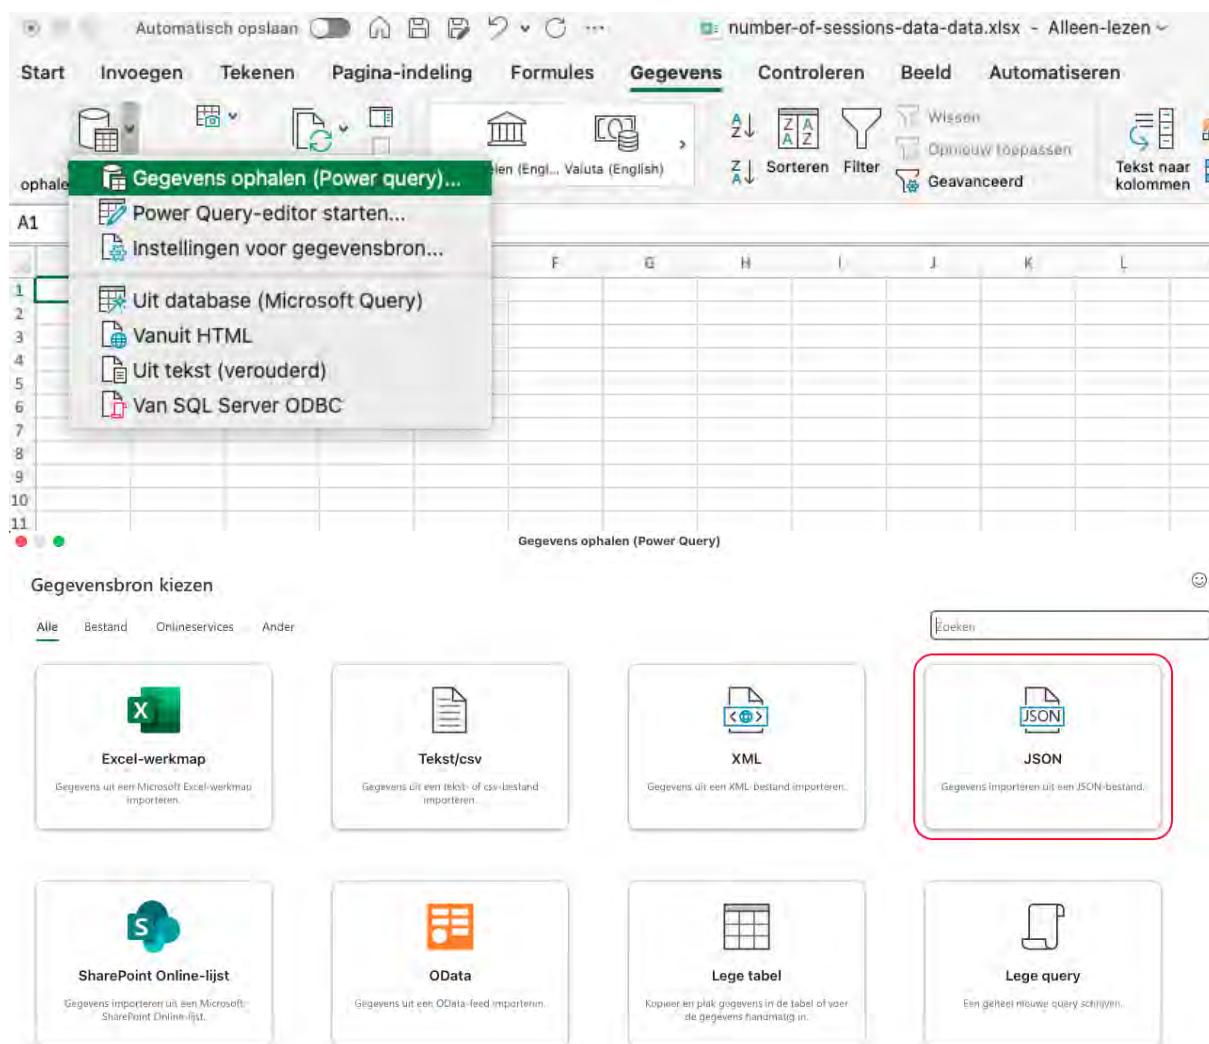 Automatisch opslaan
number-of-sessions-data-data.xlsx - Alleen-lezen
Start Invoegen Tekenen Pagina-indeling Formules Gegevens Controleren Beeld Automatiseren
ophale
len (Engl... Valuta (English)
Sorteren Filter
Wissen
Opnieuw toepassen
Geavanceerd
Tekst naar
kolommen
Gegevens ophalen (Power query)...
Power Query-editor starten...
Instellingen voor gegevensbron...
Uit database (Microsoft Query)
Vanuit HTML
Uit tekst (verouderd)
Van SQL Server ODBC
A1
F G H I J K L
1
2
3
4
5
6
7
8
9
10
11
Gegevens ophalen (Power Query)
Gegevensbron kiezen
Alle Bestand Onlineservices Ander
Zoeken
Excel-werkmap
Gegevens uit een Microsoft Excel-werkmap
importeren.
Tekst/csv
Gegevens uit een tekst- of csv-bestand
importeren.
XML
Gegevens uit een XML-bestand importeren.
JSON
JSON
Gegevens importeren uit een JSON-bestand.
SharePoint Online-lijst
Gegevens importeren uit een Microsoft
SharePoint Online-lijst.
OData
Gegevens uit een OData-feed importeren.
Lege tabel
Kopieer en plak gegevens in de tabel of voer
de gegevens handmatig in.
Lege query
Een geheel nieuwe query schrijven.